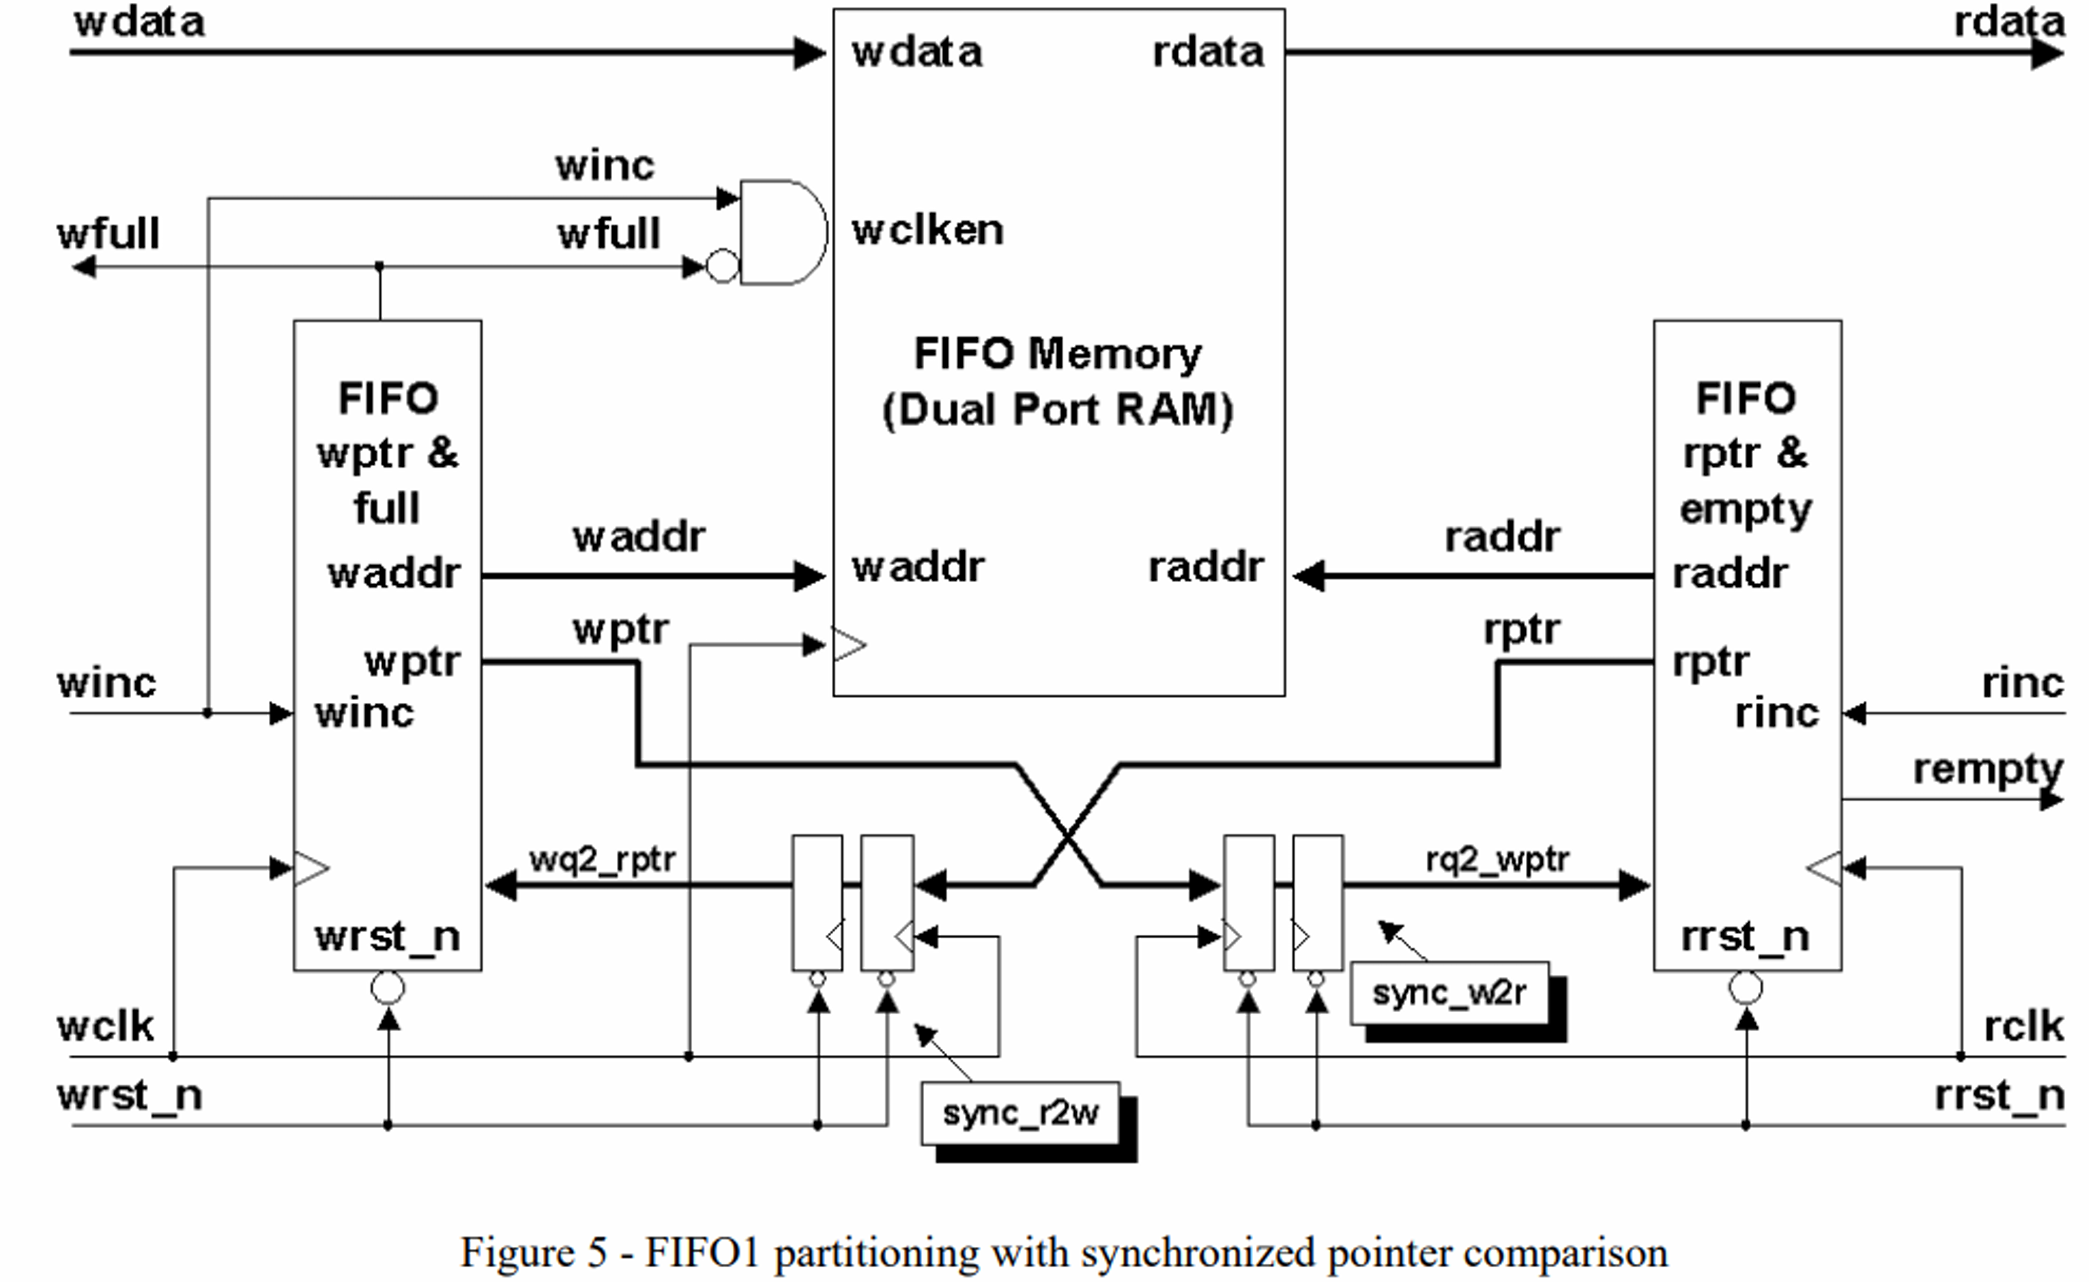 wdata
rdata
wdata
rdata
winc
wfull
wfull
wclken
FIFO Memory
(Dual Port RAM)
FIFO
wptr &
full
FIFO
rptr &
empty
waddr
waddr
waddr
raddr
raddr
raddr
wptr
wptr
rptr
rptr
winc
winc
rinc
rinc
rempty
wq2_rptr
rq2_wptr
wrst_n
rrst_n
sync_w2r
wclk
rclk
wrst_n
rrst_n
sync_r2w
Figure 5 - FIFO1 partitioning with synchronized pointer comparison